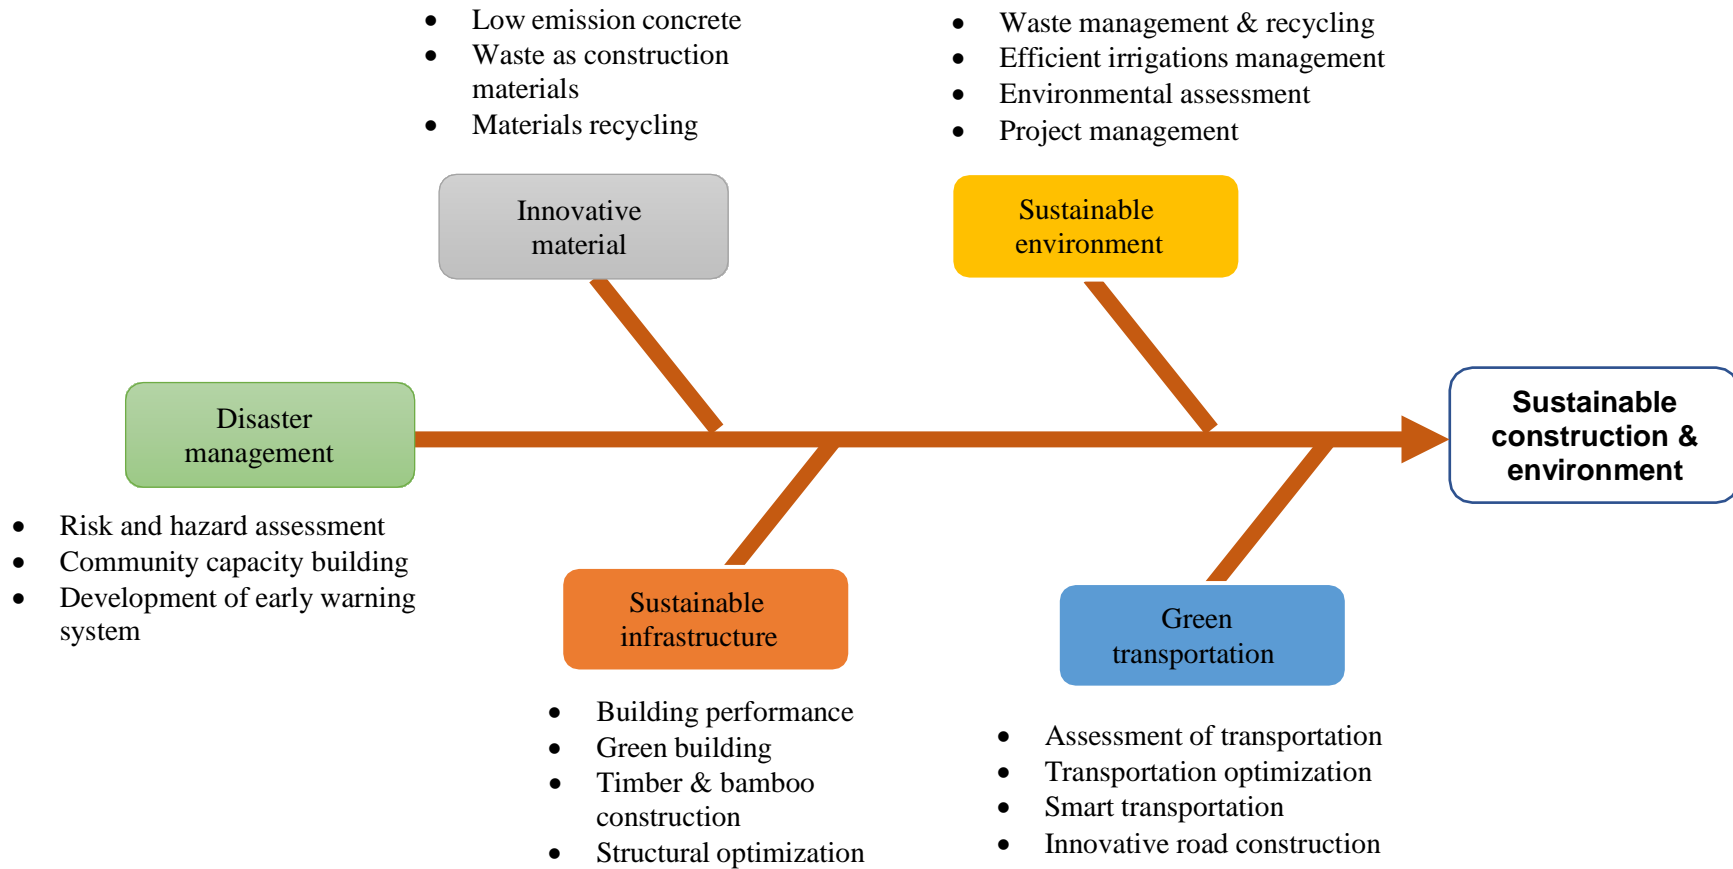 • Low emission concrete
• Waste as construction
materials
• Materials recycling
• Waste management & recycling
• Efficient irrigations management
• Environmental assessment
• Project management
Innovative
material
Sustainable
environment
Disaster
management
Sustainable
construction &
environment
• Risk and hazard assessment
• Community capacity building
• Development of early warning
system
Sustainable
infrastructure
Green
transportation
• Building performance
• Green building
• Timber & bamboo
construction
• Structural optimization
• Assessment of transportation
• Transportation optimization
• Smart transportation
• Innovative road construction